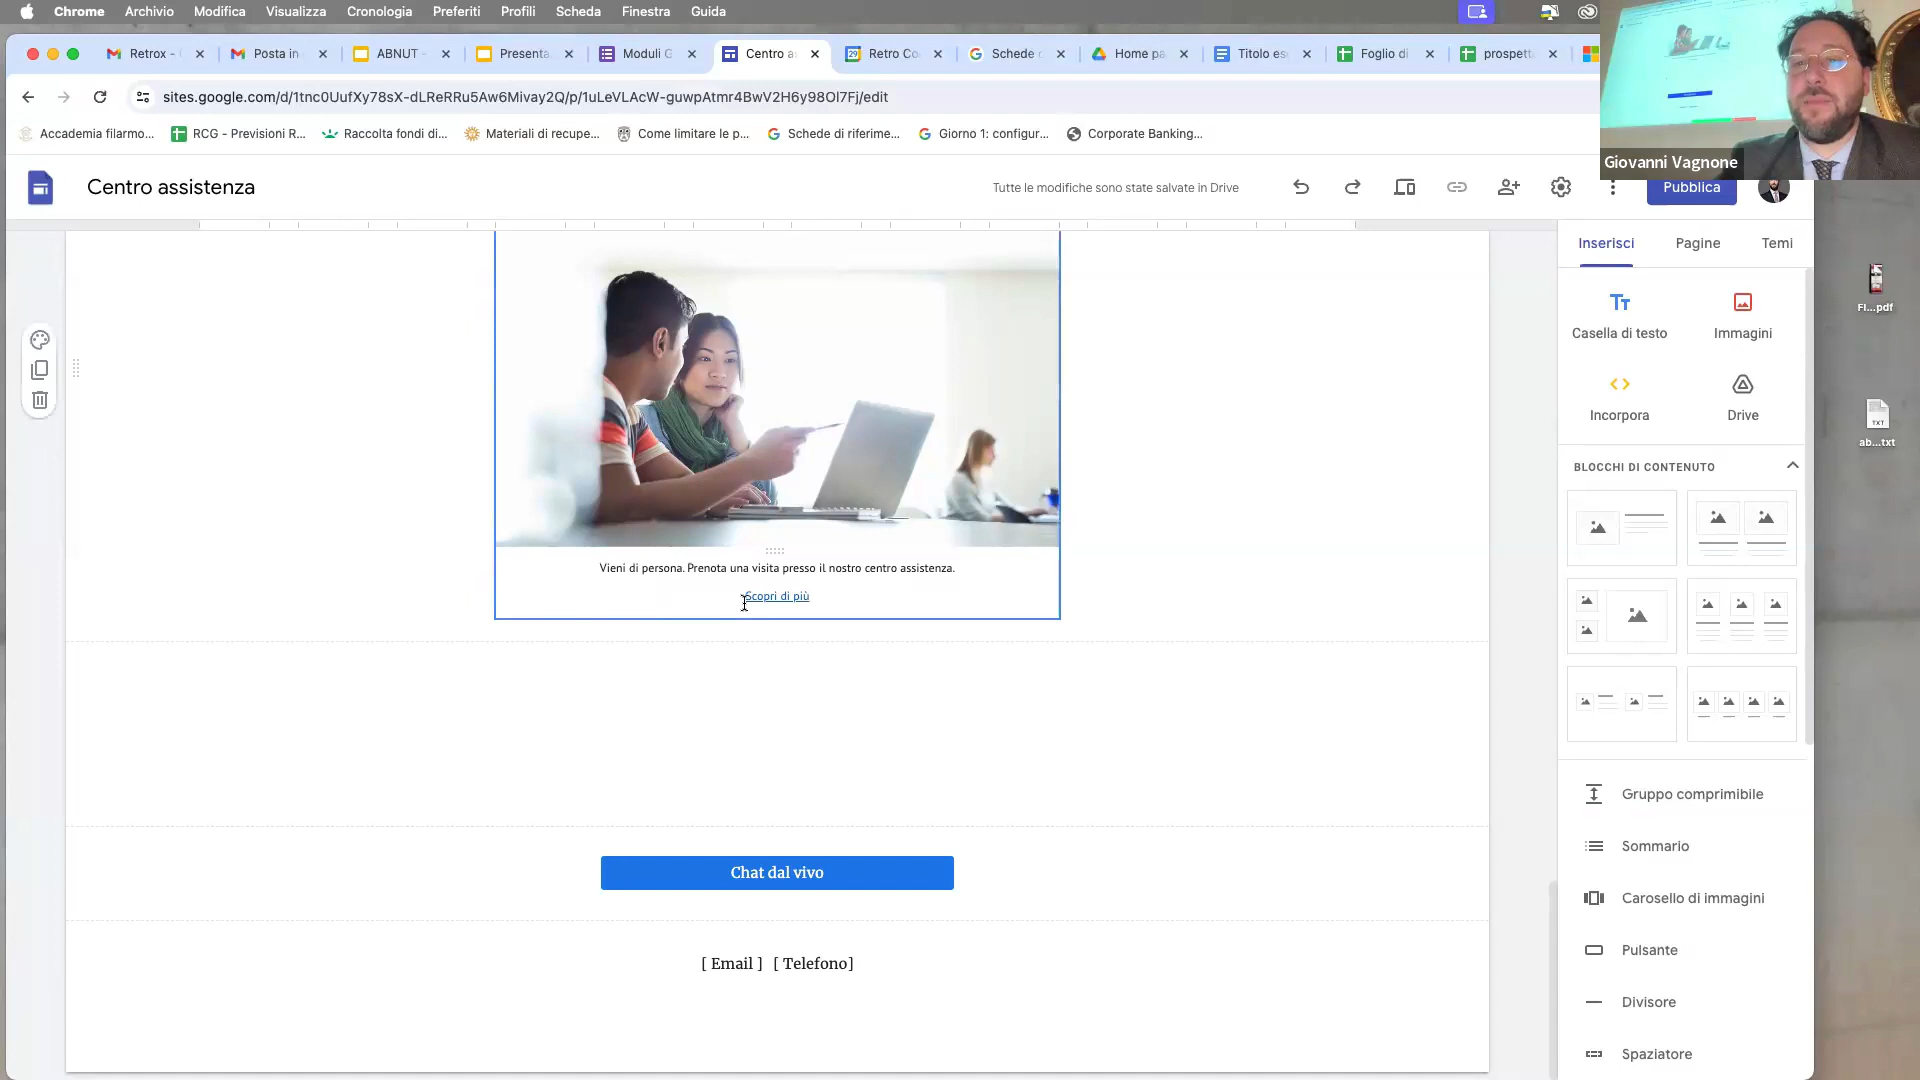 Chrome Archivio Modifica Visualizza Cronologia Preferiti Profili Scheda Finestra Guida
Retrox - Posta in ABNUT - Presenta Moduli G Centro a Retro Co Schede Home pa Titolo es Foglio di prospett
sites.google.com/d/1tnc0UufXy78sX-dLReRRu5Aw6Mivay2Q/p/1uLeVLAcW-guwpAtmr4BwV2H6y98Ol7Fj/edit
Accademia filarmo... RCG - Previsioni R... Raccolta fondi di... Materiali di recupe... Come limitare le p... Schede di riferime... Giorno 1: configur... Corporate Banking...
Giovanni Vagnone
Centro assistenza
Tutte le modifiche sono state salvate in Drive
Pubblica
Inserisci Pagine Temi
Casella di testo Immagini
Incorpora Drive
BLOCCHI DI CONTENUTO
Gruppo comprimibile
Sommario
Carosello di immagini
Pulsante
Divisore
Spaziatore
Vieni di persona. Prenota una visita presso il nostro centro assistenza.
Scopri di più
Chat dal vivo
[ Email ] [ Telefono]
FI...pdf
TXT
ab...txt